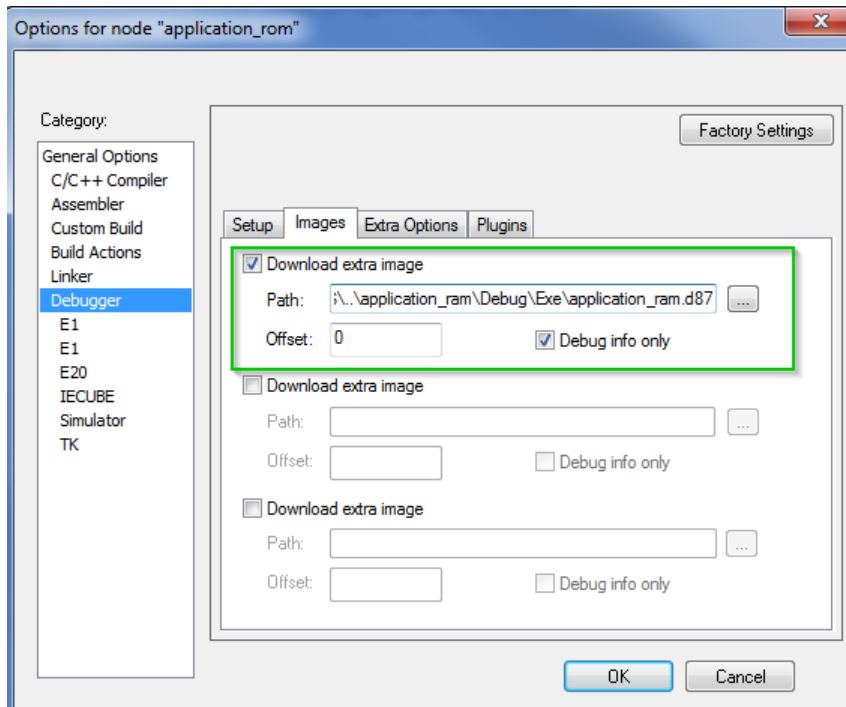 Options for node "application_rom"
Category:
Factory Settings
General Options
C/C++ Compiler
Assembler
Custom Build
Build Actions
Linker
Debugger
E1
E1
E20
IECUBE
Simulator
TK
Setup Images Extra Options Plugins
Download extra image
Path: \..\application_ram\Debug\Exe\application_ram.d87 ...
Offset: 0 Debug info only
Download extra image
Path: ...
Offset: Debug info only
Download extra image
Path: ...
Offset: Debug info only
OK Cancel